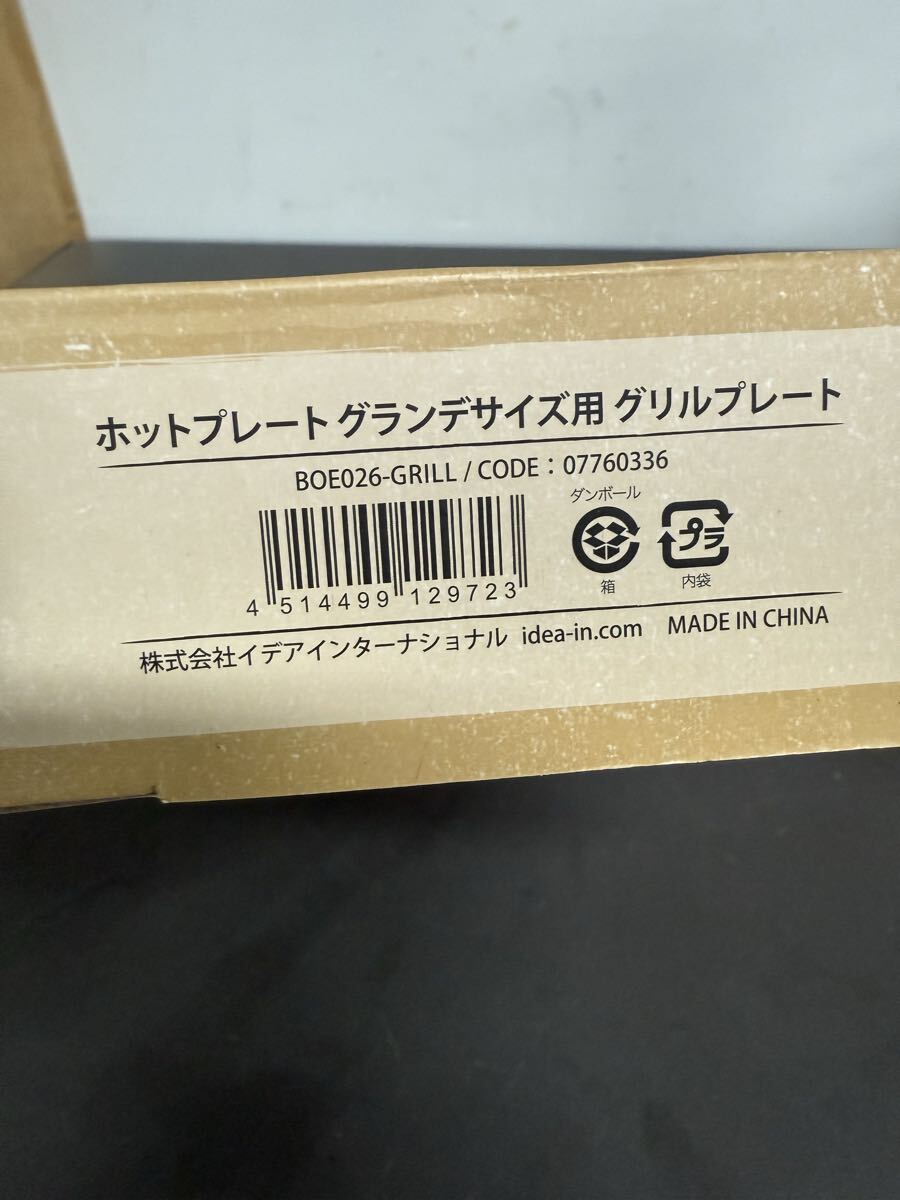 ホットプレート グランデサイズ用 グリルプレート
BOE026-GRILL / CODE：07760336
ダンボール
箱
プラ
内袋
4 514499 129723
株式会社イデアインターナショナル idea-in.com MADE IN CHINA